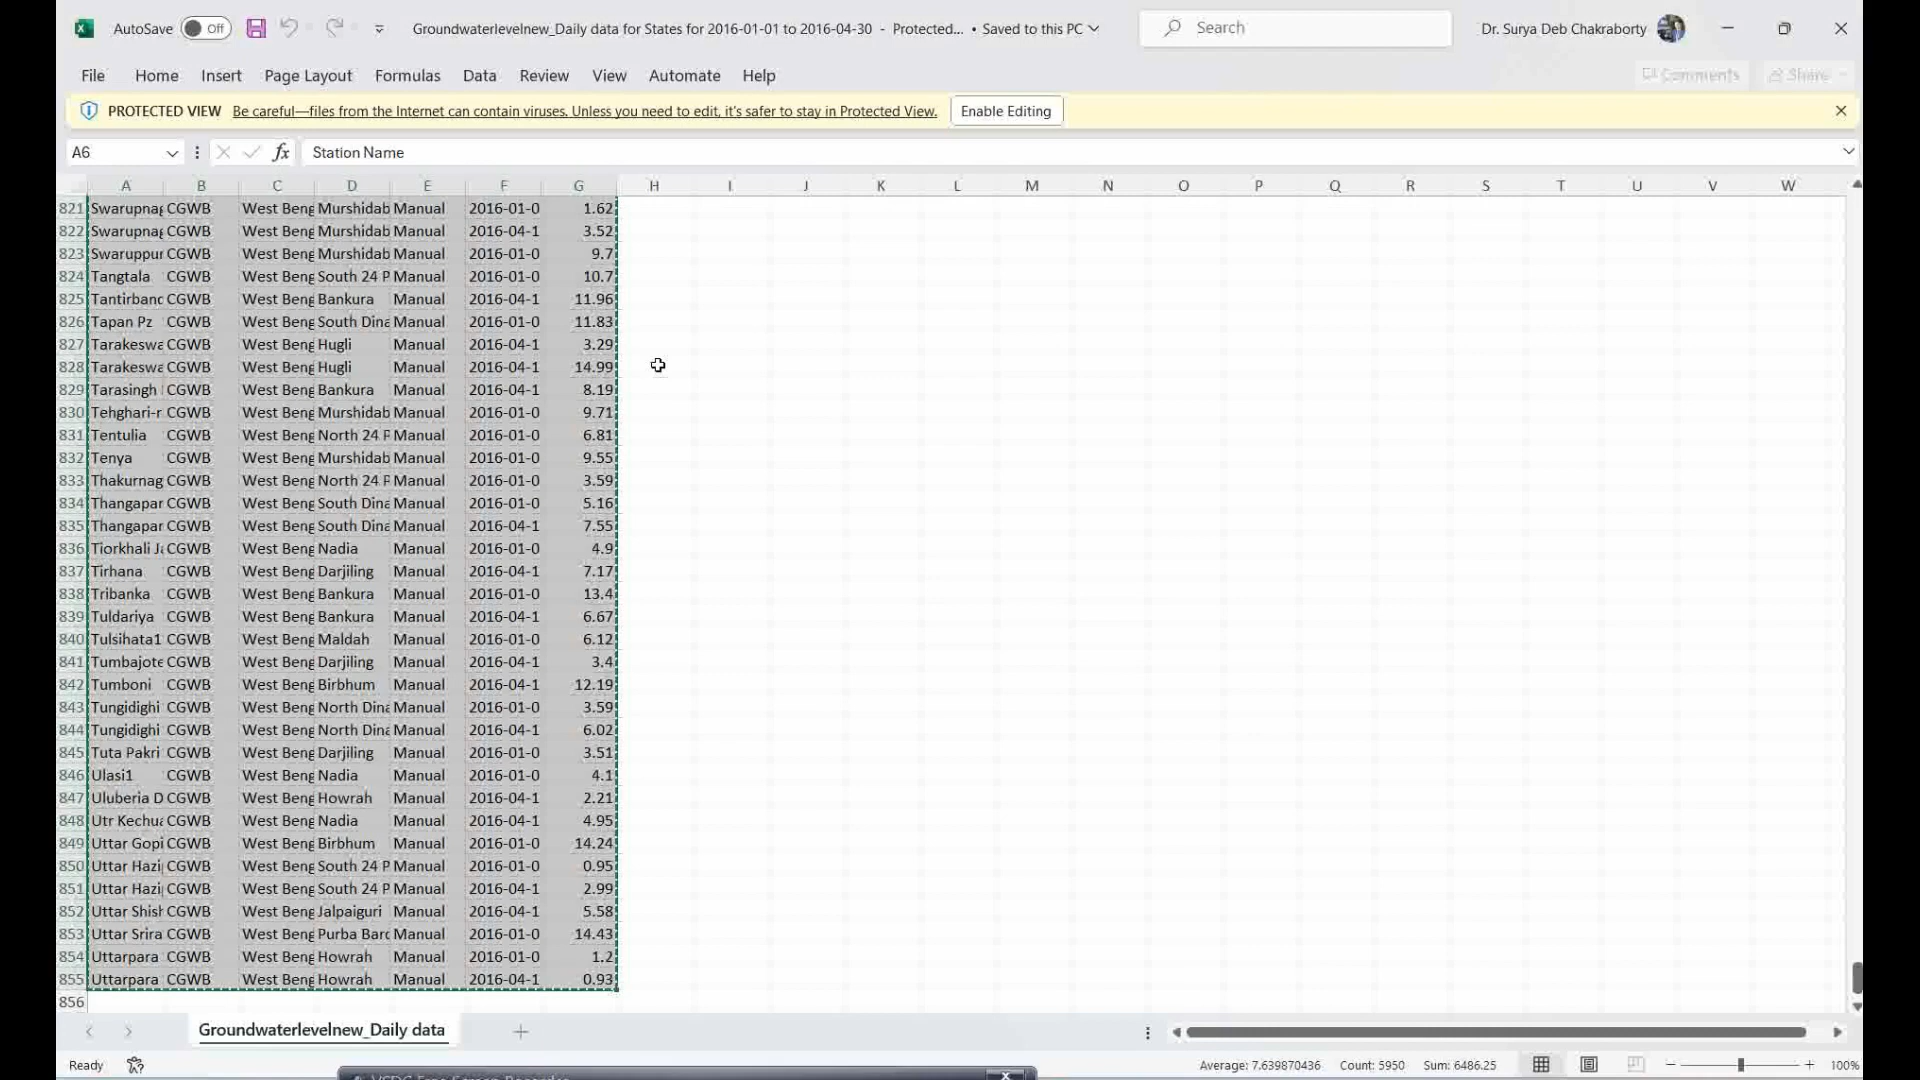 AutoSave Off Groundwaterlevelnew_Daily data for States for 2016-01-01 to 2016-04-30 - Protected... • Saved to this PC Search Dr. Surya Deb Chakraborty
File Home Insert Page Layout Formulas Data Review View Automate Help Comments Share
PROTECTED VIEW Be careful—files from the Internet can contain viruses. Unless you need to edit, it's safer to stay in Protected View. Enable Editing
A6 fx Station Name
A B C D E F G H I J K L M N O P Q R S T U V W
821 Swarupnag CGWB West Beng Murshidab Manual 2016-01-0 1.62
822 Swarupnag CGWB West Beng Murshidab Manual 2016-04-1 3.52
823 Swaruppur CGWB West Beng Murshidab Manual 2016-01-0 9.7
824 Tangtala CGWB West Beng South 24 P Manual 2016-01-0 10.7
825 Tantirband CGWB West Beng Bankura Manual 2016-04-1 11.96
826 Tapan Pz CGWB West Beng South Dina Manual 2016-01-0 11.83
827 Tarakeswa CGWB West Beng Hugli Manual 2016-04-1 3.29
828 Tarakeswa CGWB West Beng Hugli Manual 2016-04-1 14.99
829 Tarasingh CGWB West Beng Bankura Manual 2016-04-1 8.19
830 Tehghari-r CGWB West Beng Murshidab Manual 2016-01-0 9.71
831 Tentulia CGWB West Beng North 24 P Manual 2016-01-0 6.81
832 Tenya CGWB West Beng Murshidab Manual 2016-01-0 9.55
833 Thakurnag CGWB West Beng North 24 P Manual 2016-01-0 3.59
834 Thangapar CGWB West Beng South Dina Manual 2016-01-0 5.16
835 Thangapar CGWB West Beng South Dina Manual 2016-04-1 7.55
836 Tiorkhali Ja CGWB West Beng Nadia Manual 2016-01-0 4.9
837 Tirhana CGWB West Beng Darjiling Manual 2016-04-1 7.17
838 Tribanka CGWB West Beng Bankura Manual 2016-01-0 13.4
839 Tuldariya CGWB West Beng Bankura Manual 2016-04-1 6.67
840 Tulsihata1 CGWB West Beng Maldah Manual 2016-01-0 6.12
841 Tumbajote CGWB West Beng Darjiling Manual 2016-04-1 3.4
842 Tumboni CGWB West Beng Birbhum Manual 2016-04-1 12.19
843 Tungidighi CGWB West Beng North Dina Manual 2016-01-0 3.59
844 Tungidighi CGWB West Beng North Dina Manual 2016-04-1 6.02
845 Tuta Pakri CGWB West Beng Darjiling Manual 2016-01-0 3.51
846 Ulasi1 CGWB West Beng Nadia Manual 2016-01-0 4.1
847 Uluberia D CGWB West Beng Howrah Manual 2016-04-1 2.21
848 Utr Kechua CGWB West Beng Nadia Manual 2016-04-1 4.95
849 Uttar Gopi CGWB West Beng Birbhum Manual 2016-01-0 14.24
850 Uttar Hazi CGWB West Beng South 24 P Manual 2016-01-0 0.95
851 Uttar Hazi CGWB West Beng South 24 P Manual 2016-04-1 2.99
852 Uttar Shish CGWB West Beng Jalpaiguri Manual 2016-04-1 5.58
853 Uttar Srira CGWB West Beng Purba Bard Manual 2016-01-0 14.43
854 Uttarpara CGWB West Beng Howrah Manual 2016-01-0 1.2
855 Uttarpara CGWB West Beng Howrah Manual 2016-04-1 0.93
856
Groundwaterlevelnew_Daily data
Ready Average: 7.639870436 Count: 5950 Sum: 6486.25 100%